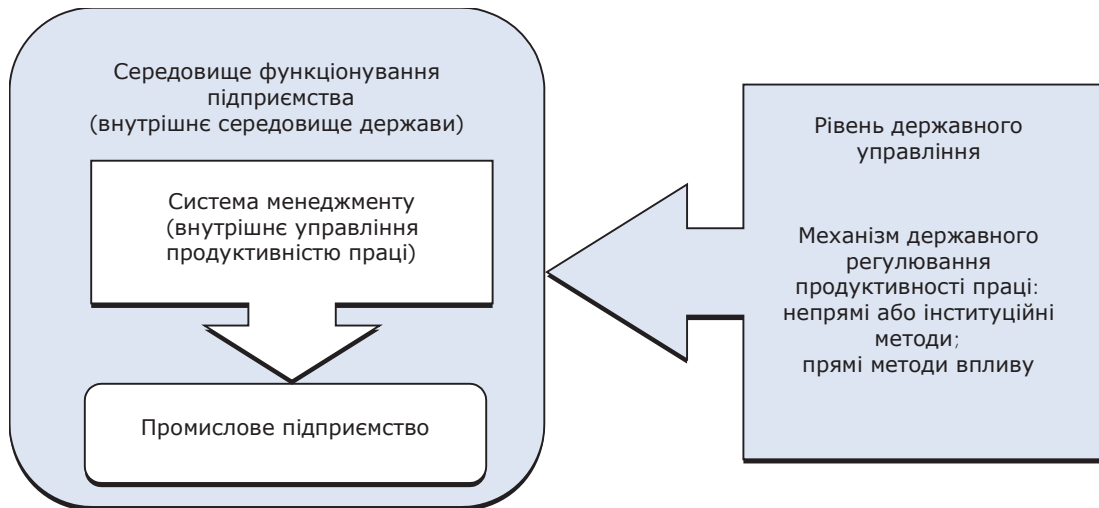 Середовище функціонування
підприємства
(внутрішнє середовище держави)
Система менеджменту
(внутрішнє управління
продуктивністю праці)
Промислове підприємство
Рівень державного
управління
Механізм державного
регулювання
продуктивності праці:
непрямі або інституційні
методи;
прямі методи впливу